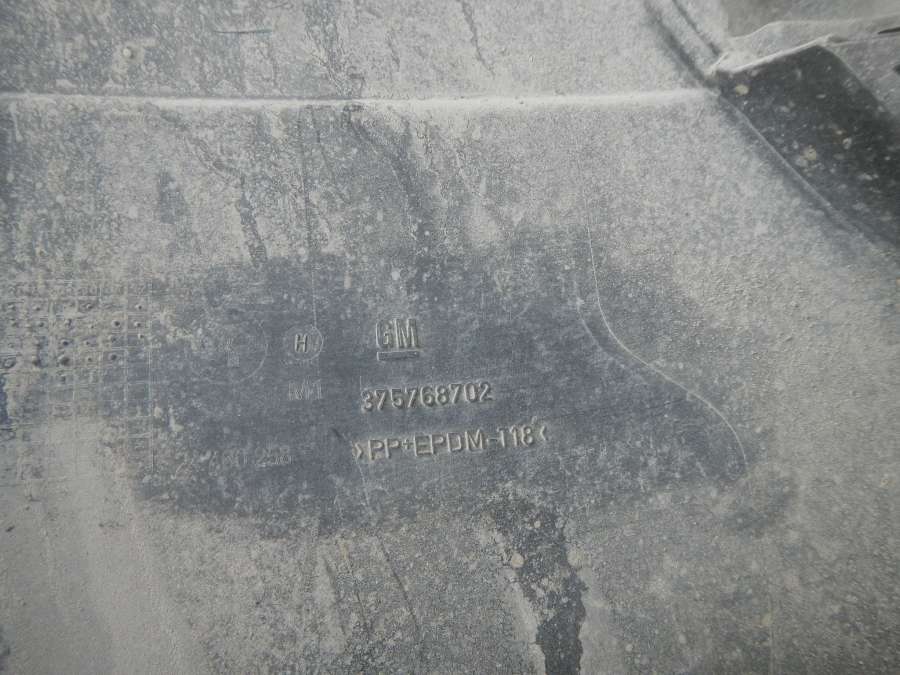 H
GM
375768702
>PP+EPDM-T18<